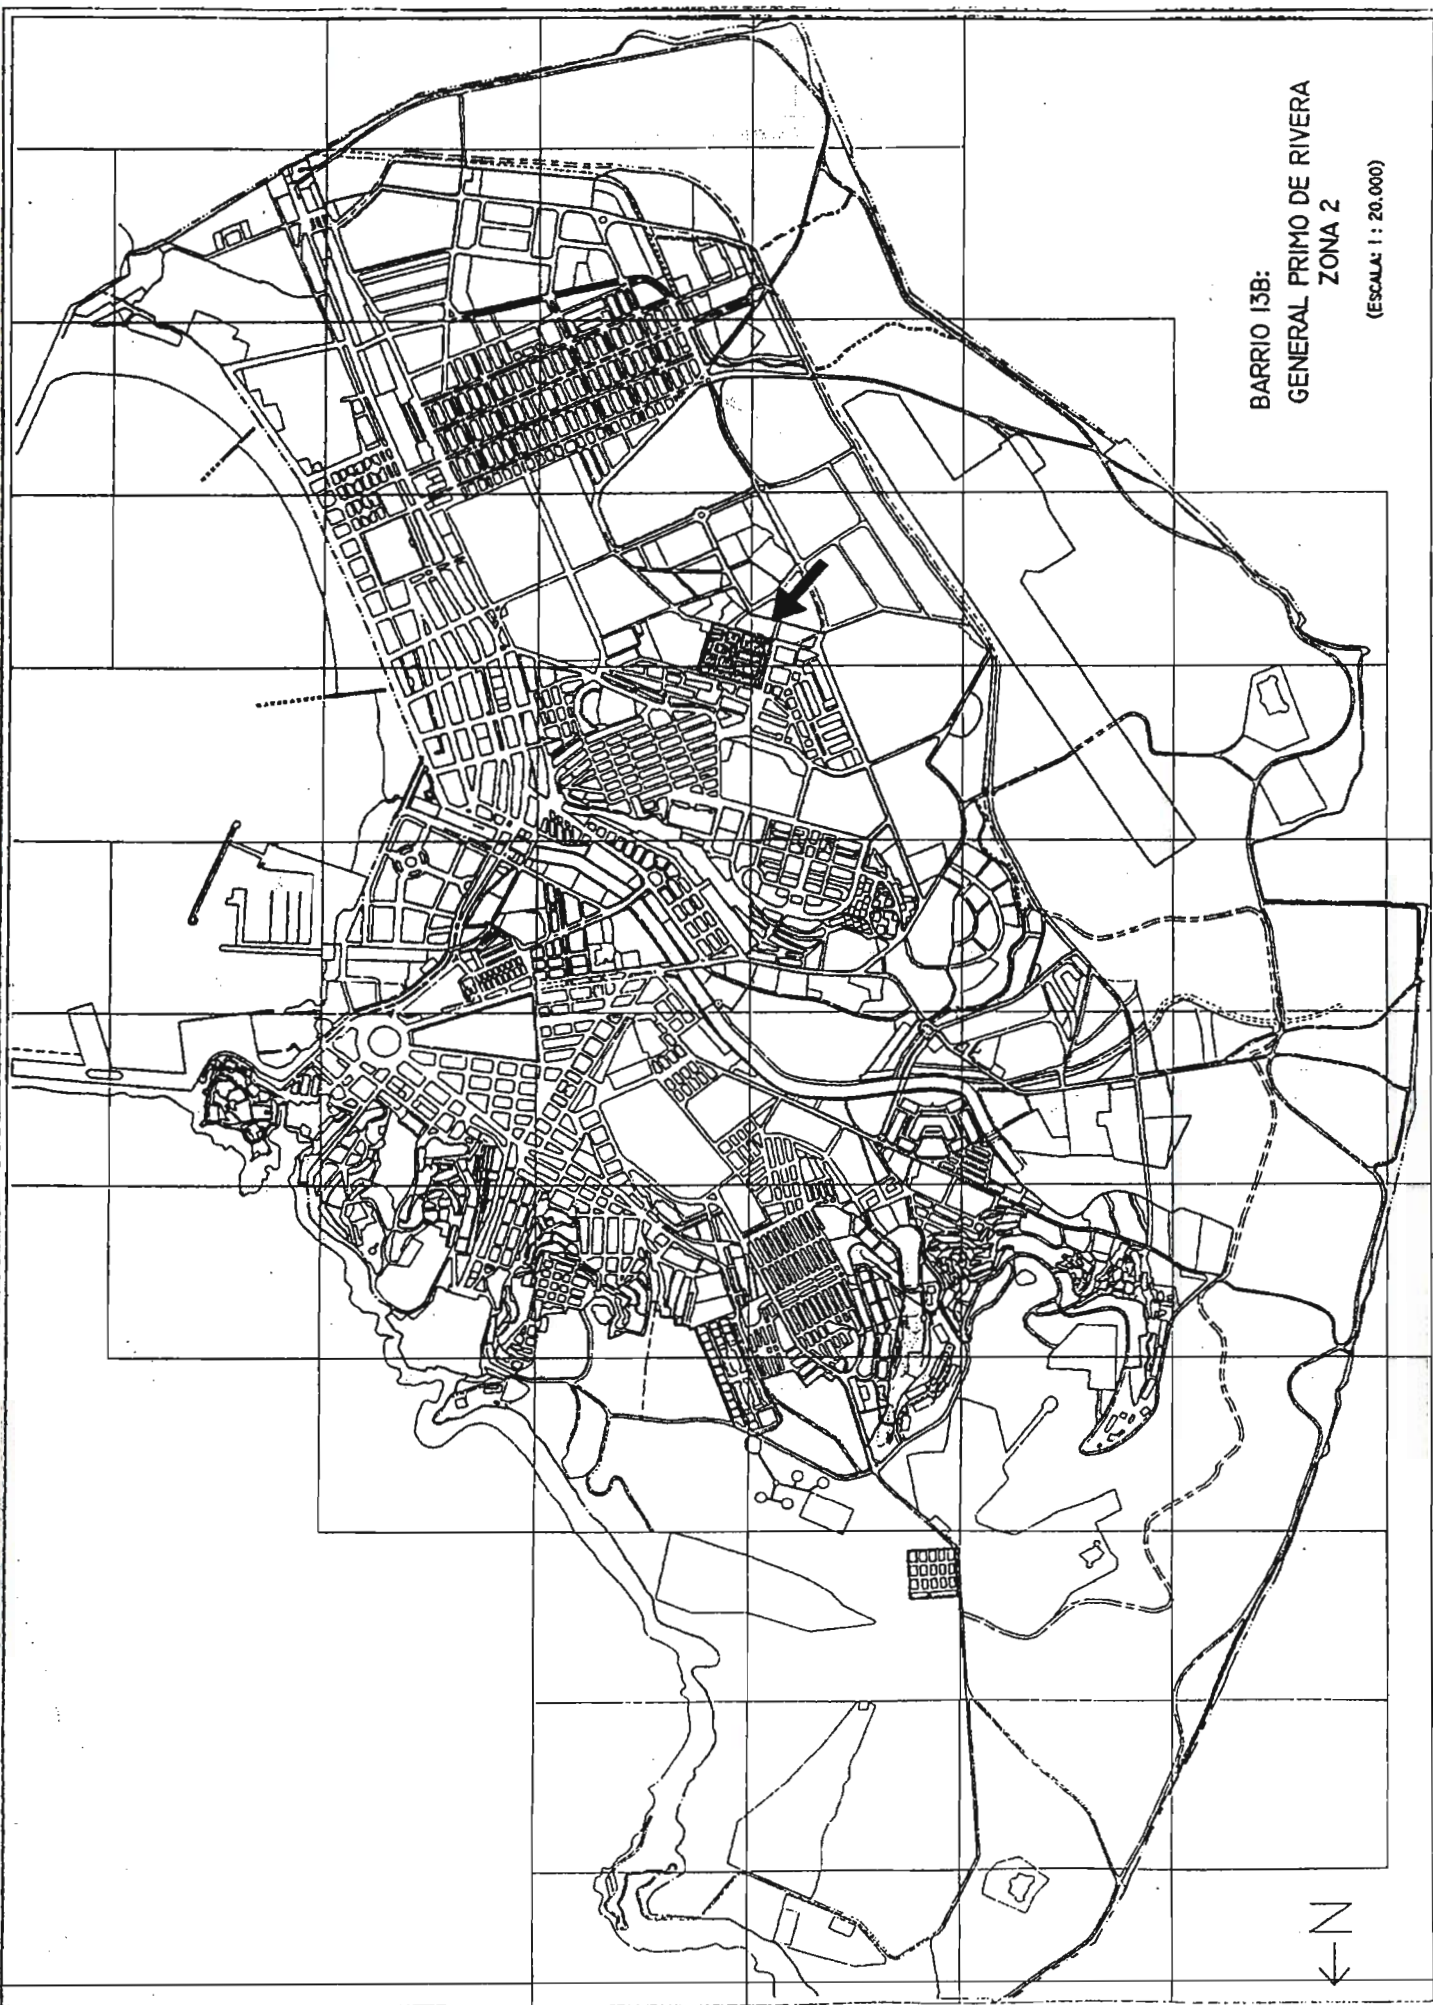 BARRIO 13B:
GENERAL PRIMO DE RIVERA
ZONA 2
(ESCALA: 1 : 20.000)
N